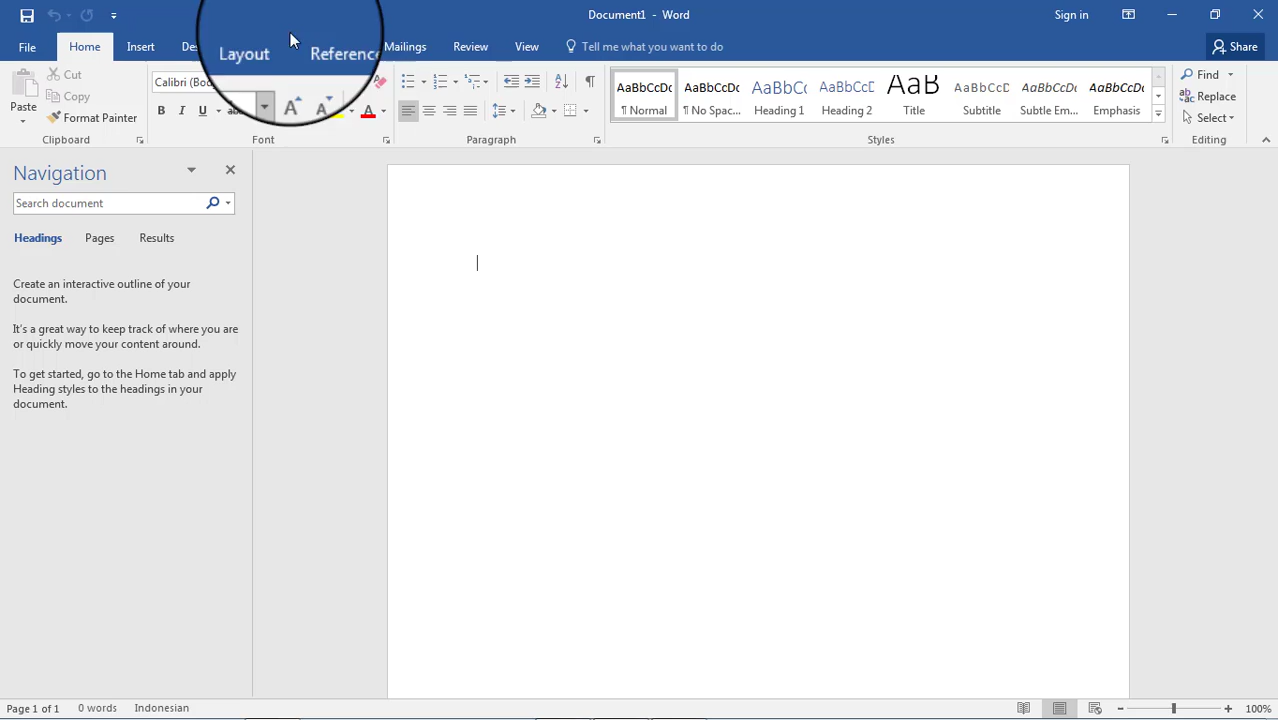 Document1 - Word
Sign in
File
Home
Insert
Layout
Mailings
Review
View
Tell me what you want to do
Share
Paste
Cut
Copy
Format Painter
Clipboard
B I U
A A
A
Font
Paragraph
AaBbCcDc
¶ Normal
AaBbCcDc
¶ No Spac...
AaBbCc
Heading 1
AaBbCcC
Heading 2
AaB
Title
AaBbCcD
Subtitle
AaBbCcDc
Subtle Em...
AaBbCcDc
Emphasis
Styles
Find
Replace
Select
Editing
Navigation
Search document
Headings Pages Results
Create an interactive outline of your
document.
It's a great way to keep track of where you are
or quickly move your content around.
To get started, go to the Home tab and apply
Heading styles to the headings in your
document.
Page 1 of 1
0 words
Indonesian
100%